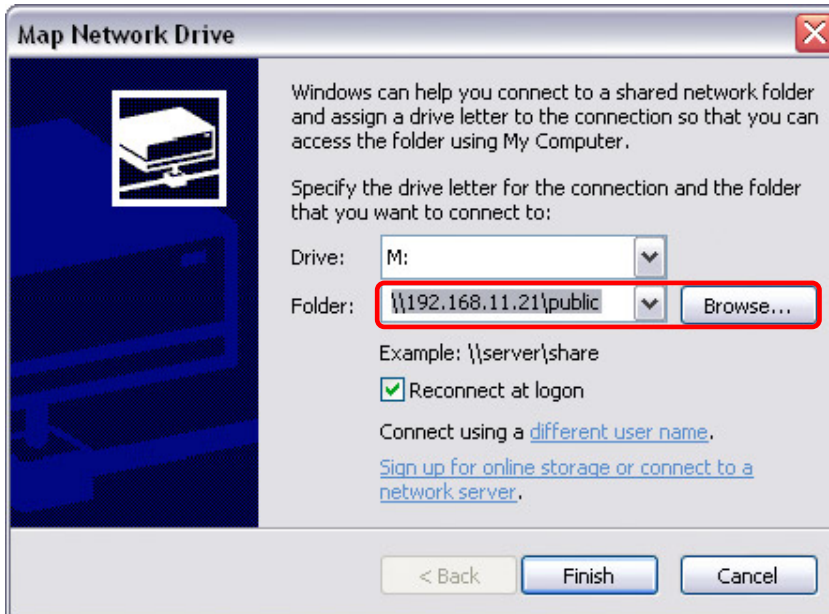 Map Network Drive
Windows can help you connect to a shared network folder
and assign a drive letter to the connection so that you can
access the folder using My Computer.
Specify the drive letter for the connection and the folder
that you want to connect to:
Drive: M:
Folder: \\192.168.11.21\public Browse...
Example: \\server\share
Reconnect at logon
Connect using a different user name.
Sign up for online storage or connect to a
network server.
< Back Finish Cancel